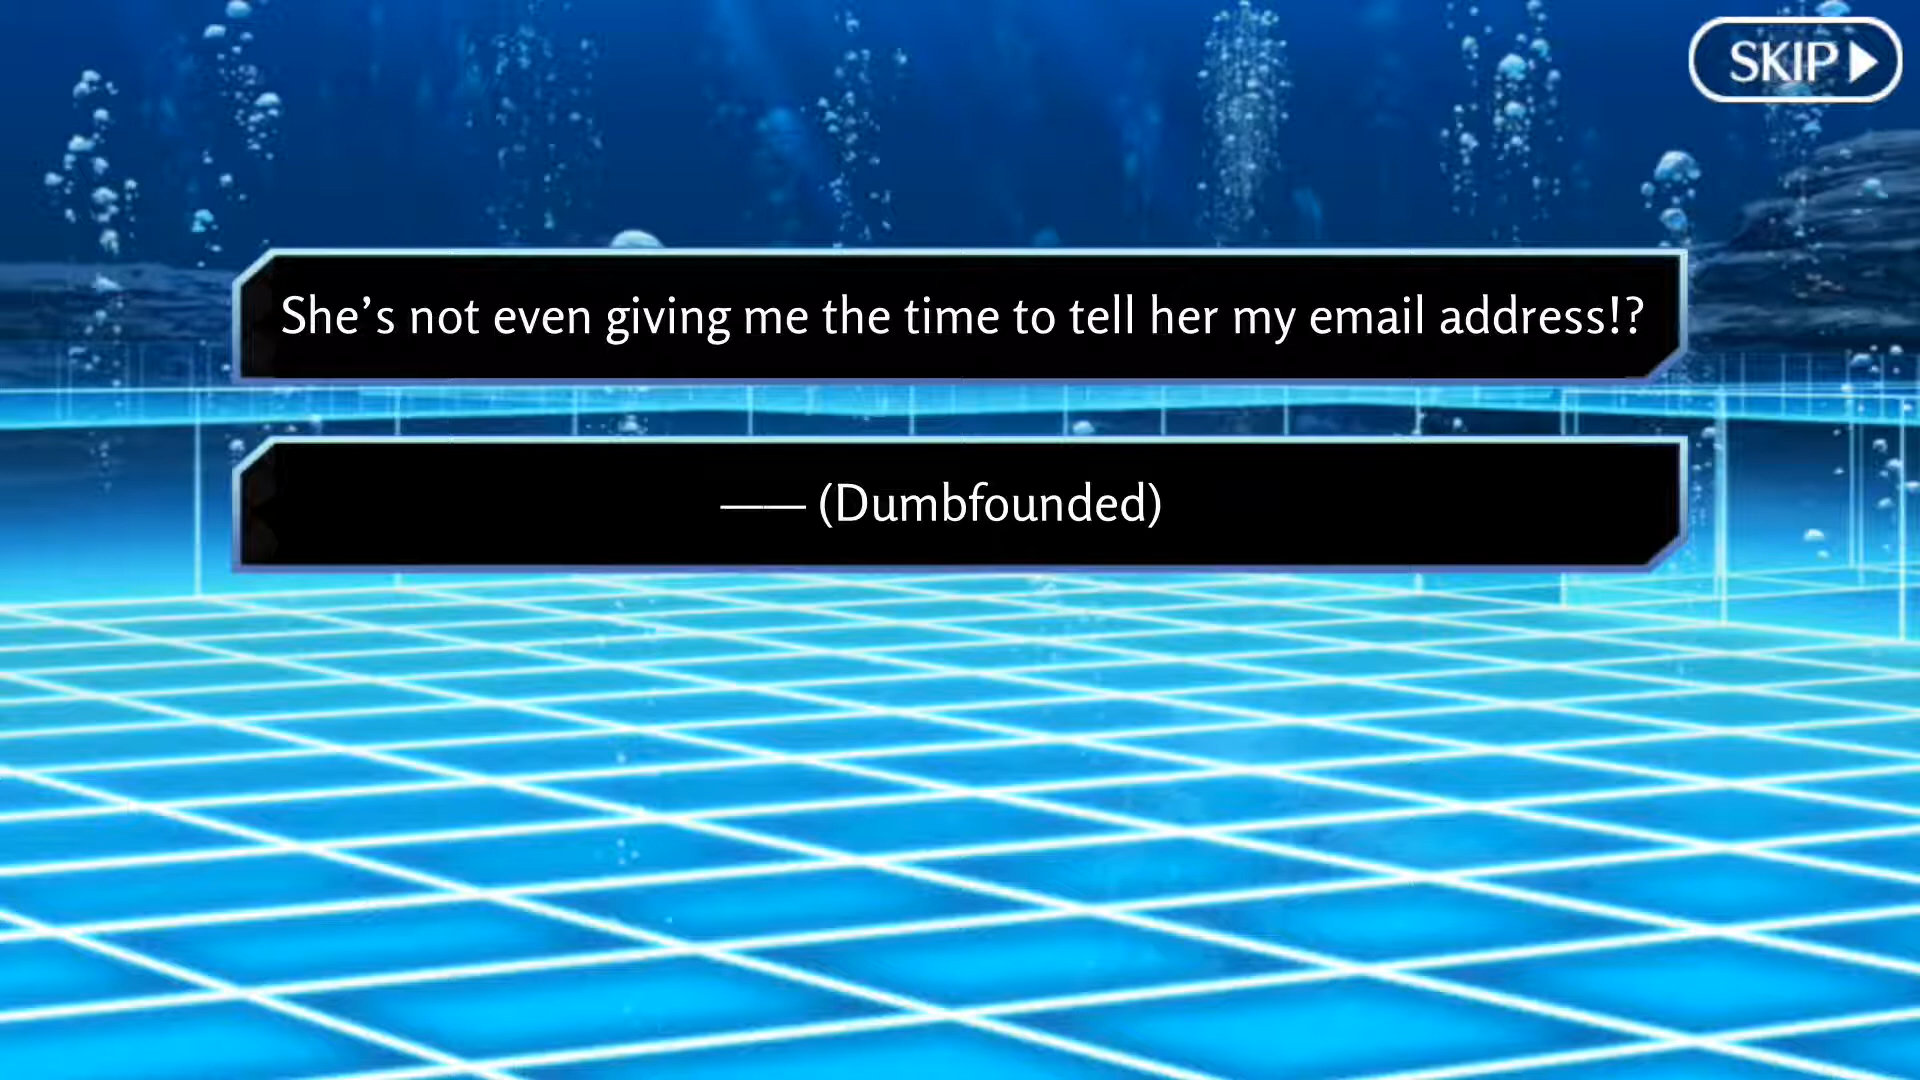 SKIP
She’s not even giving me the time to tell her my email address!?
—— (Dumbfounded)